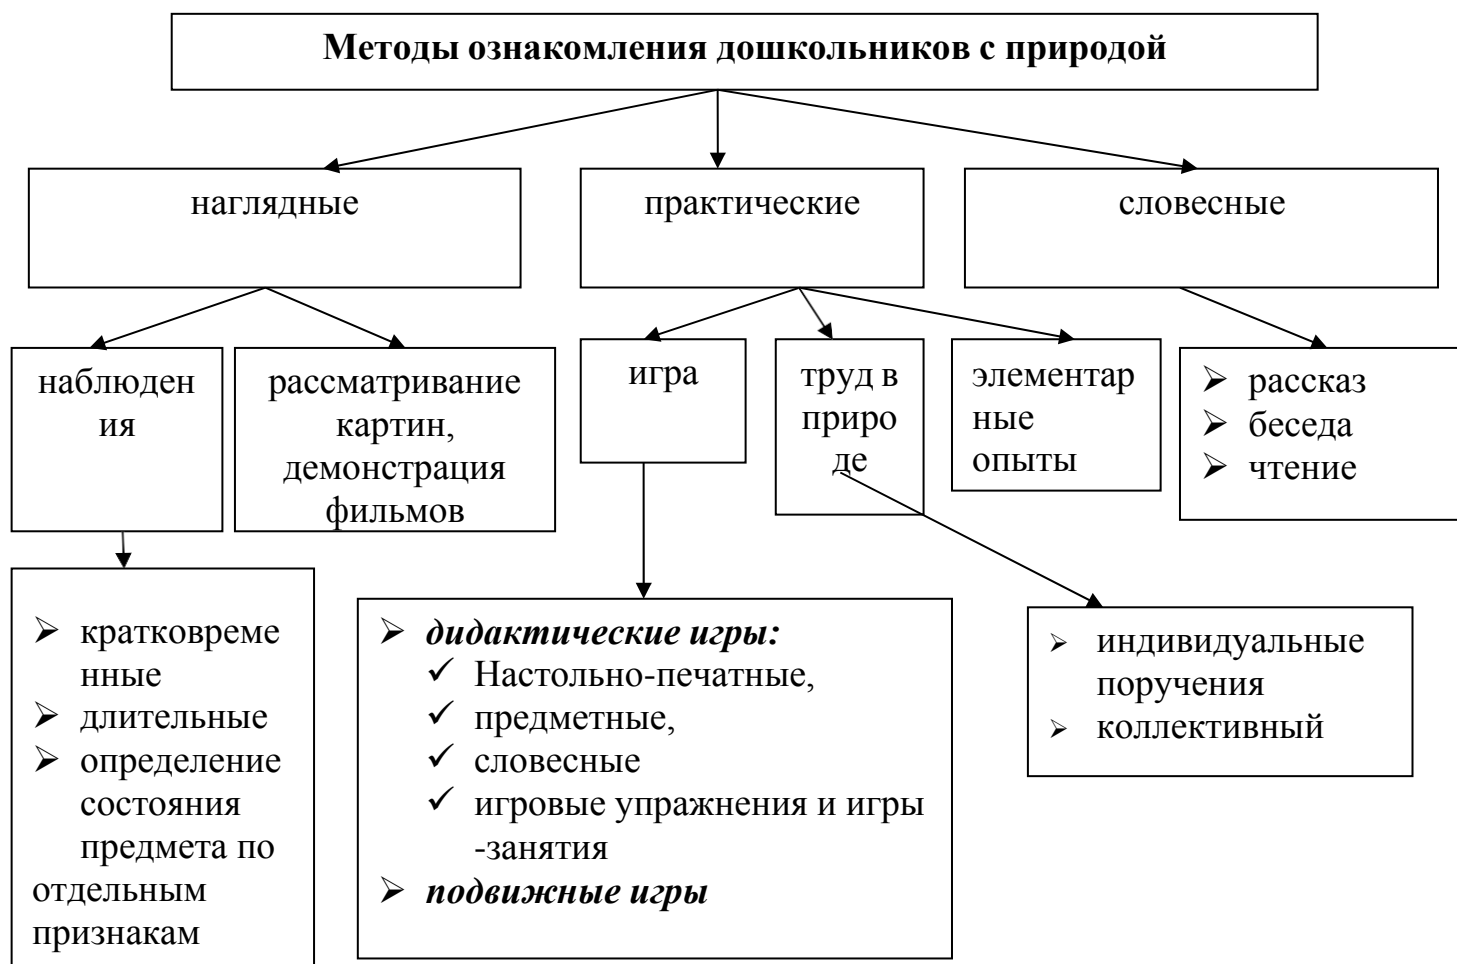 Методы ознакомления дошкольников с природой
наглядные
практические
словесные
наблюден
ия
рассматривание
картин,
демонстрация
фильмов
игра
труд в
приро
де
элементар
ные
опыты
➢ рассказ
➢ беседа
➢ чтение
➢ кратковреме
нные
➢ длительные
➢ определение
состояния
предмета по
отдельным
признакам
➢ дидактические игры:
✓ Настольно-печатные,
✓ предметные,
✓ словесные
✓ игровые упражнения и игры
-занятия
➢ подвижные игры
➢ индивидуальные
поручения
➢ коллективный